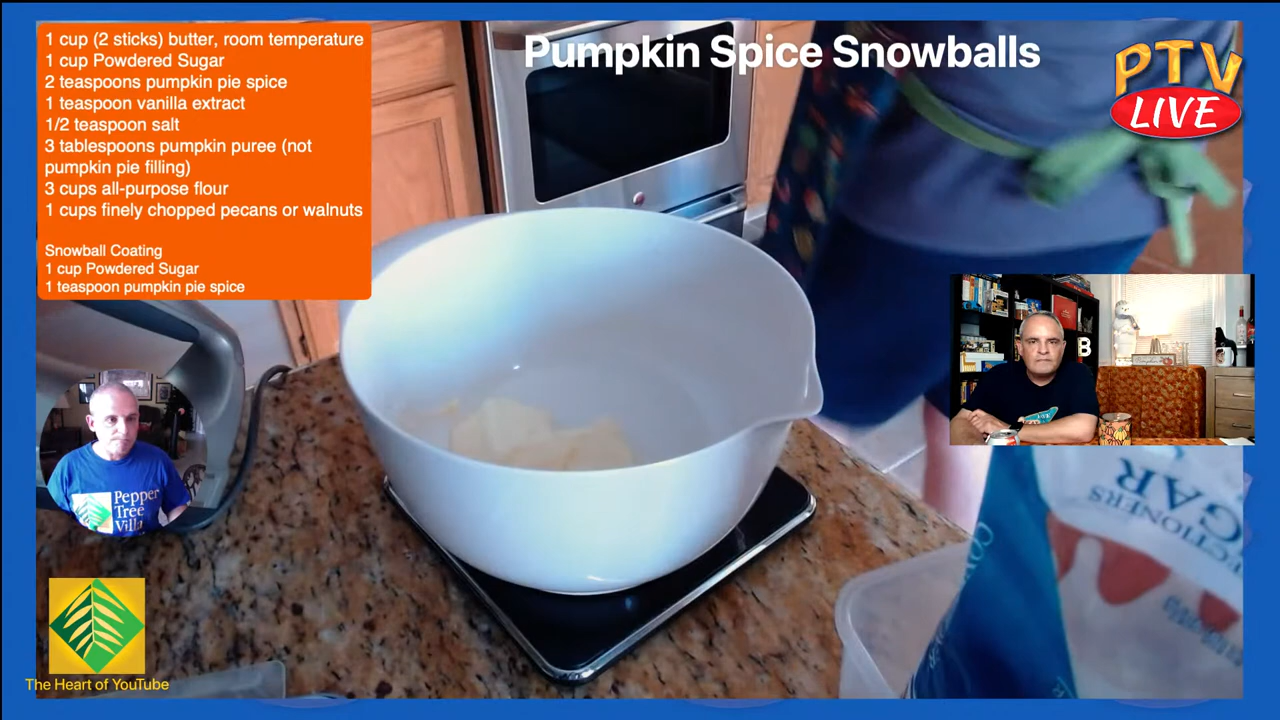 1 cup (2 sticks) butter, room temperature
1 cup Powdered Sugar
2 teaspoons pumpkin pie spice
1 teaspoon vanilla extract
1/2 teaspoon salt
3 tablespoons pumpkin puree (not
pumpkin pie filling)
3 cups all-purpose flour
1 cups finely chopped pecans or walnuts
Snowball Coating
1 cup Powdered Sugar
1 teaspoon pumpkin pie spice
Pumpkin Spice Snowballs
PTV
LIVE
B
Pepper
Tree
Villa
The Heart of YouTube